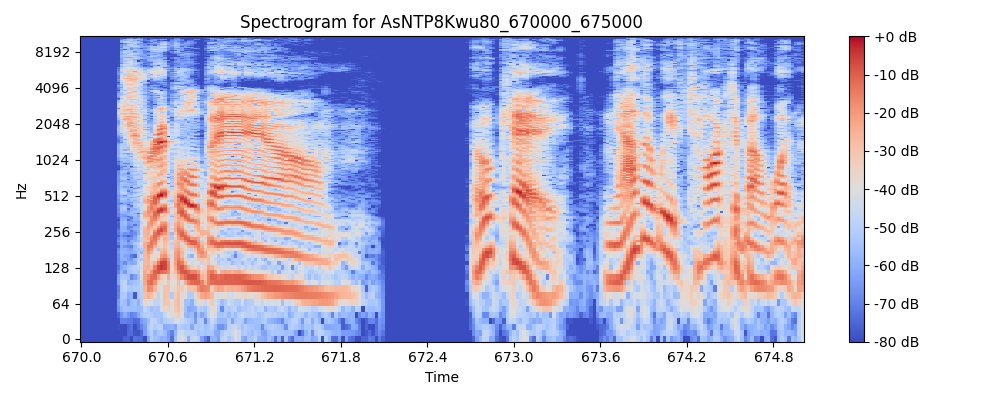 Spectrogram for AsNTP8Kwu80_670000_675000
8192
4096
2048
1024
512
256
128
64
0
Hz
670.0 670.6 671.2 671.8 672.4 673.0 673.6 674.2 674.8
Time
+0 dB
-10 dB
-20 dB
-30 dB
-40 dB
-50 dB
-60 dB
-70 dB
-80 dB